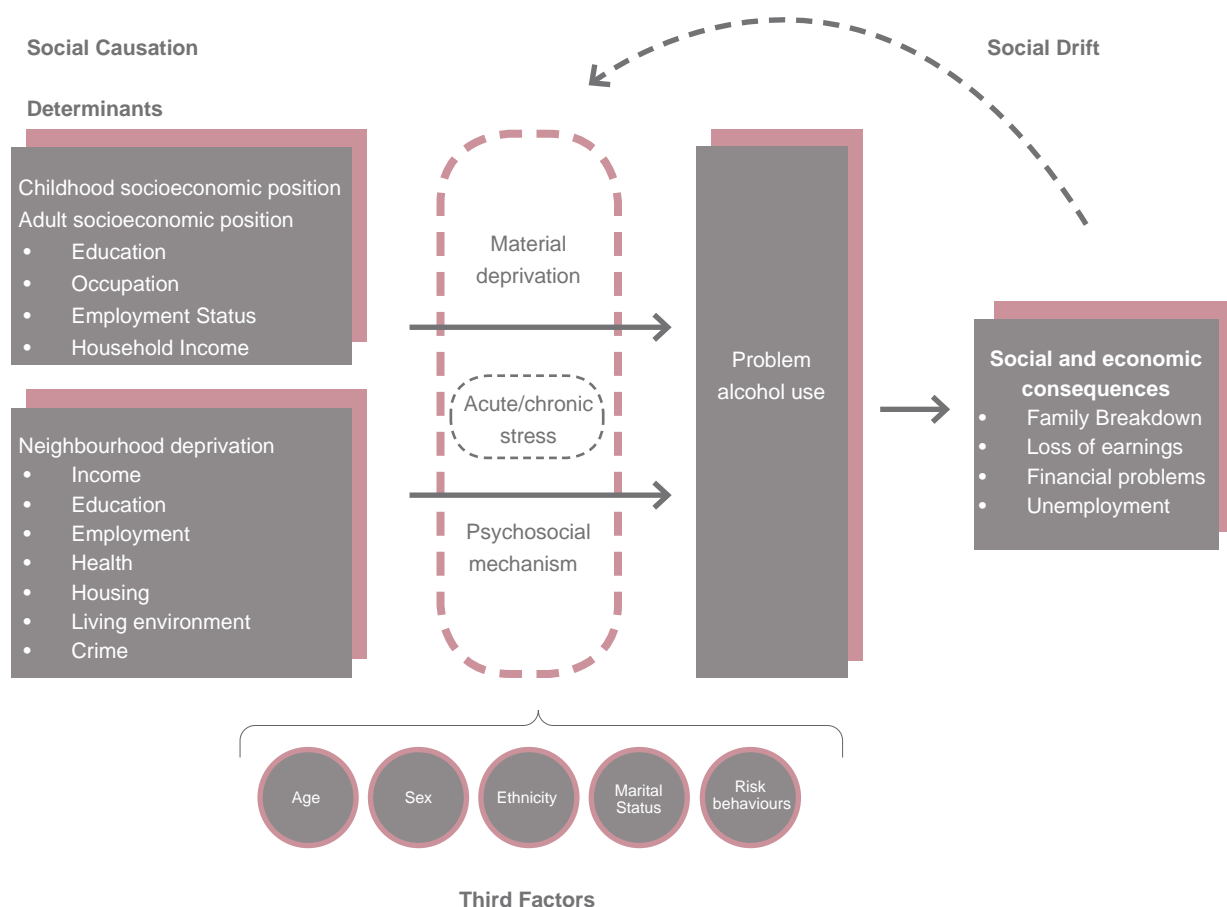 Social Causation
Social Drift
Determinants
Childhood socioeconomic position
Adult socioeconomic position
• Education
• Occupation
• Employment Status
• Household Income
Neighbourhood deprivation
• Income
• Education
• Employment
• Health
• Housing
• Living environment
• Crime
Material
deprivation
Acute/chronic
stress
Psychosocial
mechanism
Problem
alcohol use
Social and economic
consequences
• Family Breakdown
• Loss of earnings
• Financial problems
• Unemployment
Age
Sex
Ethnicity
Marital
Status
Risk
behaviours
Third Factors